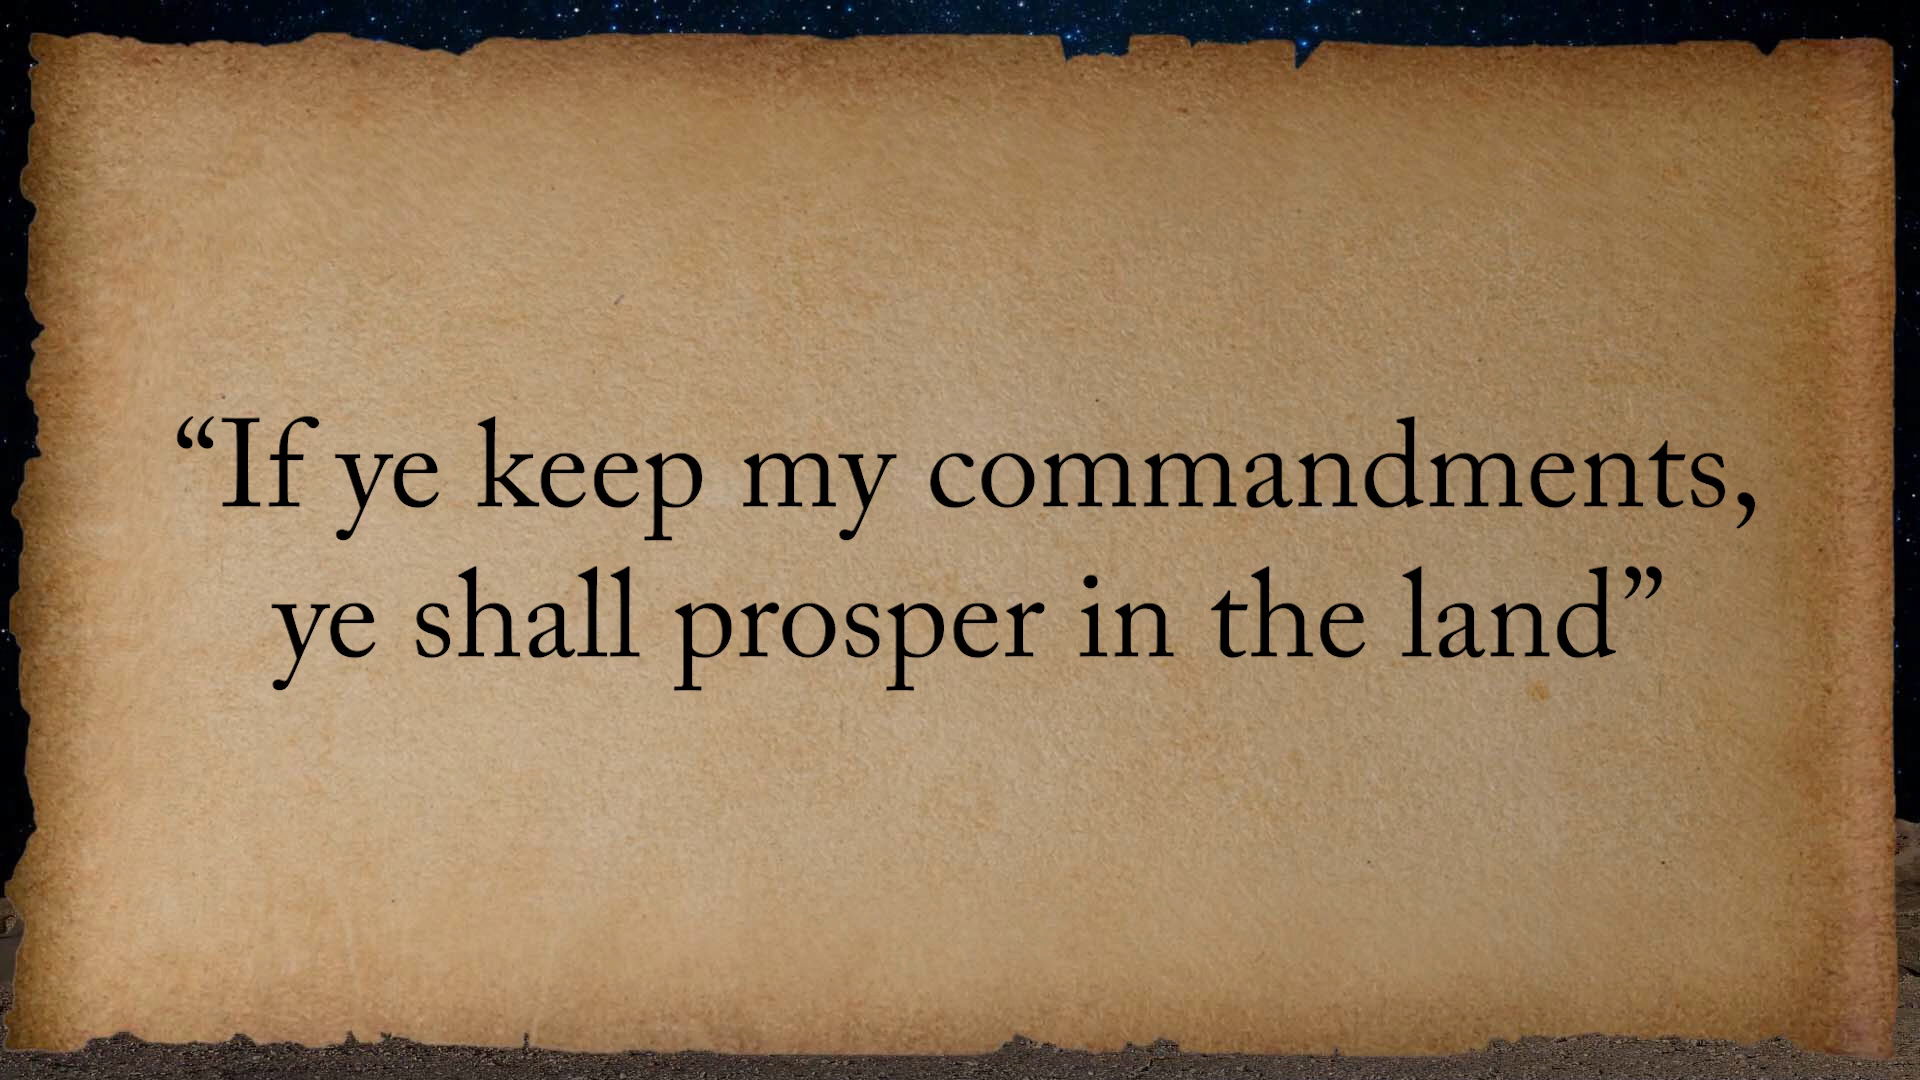 “If ye keep my commandments,
ye shall prosper in the land”